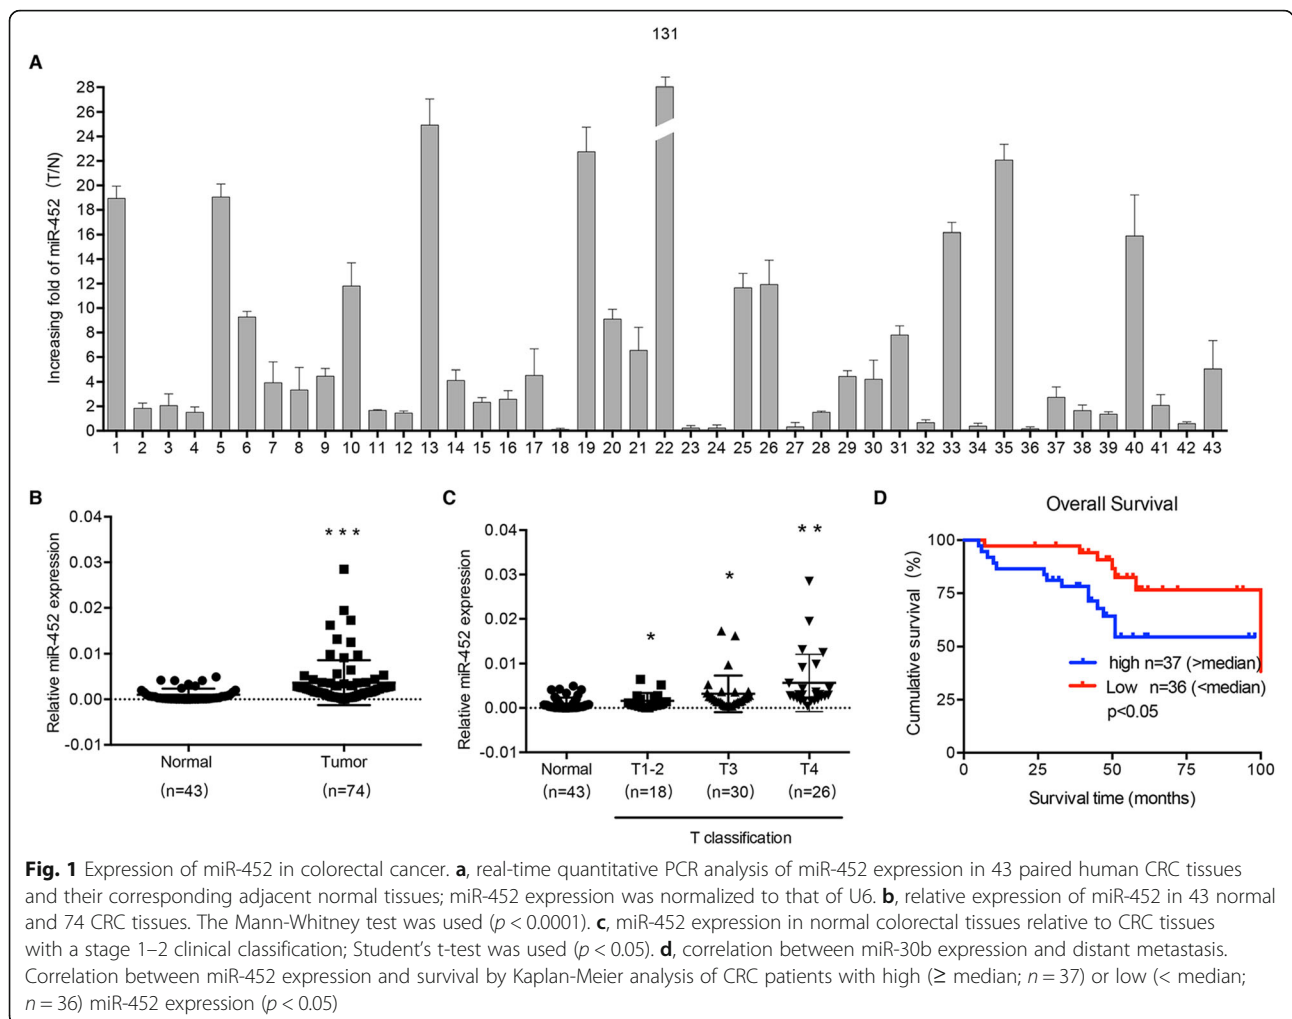 131
A
Increasing fold of miR-452 (T/N)
28
26
24
22
20
18
16
14
12
10
8
6
4
2
0
1 2 3 4 5 6 7 8 9 10 11 12 13 14 15 16 17 18 19 20 21 22 23 24 25 26 27 28 29 30 31 32 33 34 35 36 37 38 39 40 41 42 43
B
Relative miR-452 expression
0.04
0.03
0.02
0.01
0.00
-0.01
***
Normal Tumor
(n=43) (n=74)
C
Relative miR-452 expression
0.04
0.03
0.02
0.01
0.00
0.01
* * **
Normal T1-2 T3 T4
(n=43) (n=18) (n=30) (n=26)
T classification
D
Overall Survival
Cumulative survival (%)
100
75
50
25
0
high n=37 (>median)
Low n=36 (<median)
p<0.05
0 25 50 75 100
Survival time (months)
Fig. 1 Expression of miR-452 in colorectal cancer. a, real-time quantitative PCR analysis of miR-452 expression in 43 paired human CRC tissues
and their corresponding adjacent normal tissues; miR-452 expression was normalized to that of U6. b, relative expression of miR-452 in 43 normal
and 74 CRC tissues. The Mann-Whitney test was used (p < 0.0001). c, miR-452 expression in normal colorectal tissues relative to CRC tissues
with a stage 1–2 clinical classification; Student's t-test was used (p < 0.05). d, correlation between miR-30b expression and distant metastasis.
Correlation between miR-452 expression and survival by Kaplan-Meier analysis of CRC patients with high (≥ median; n = 37) or low (< median;
n = 36) miR-452 expression (p < 0.05)